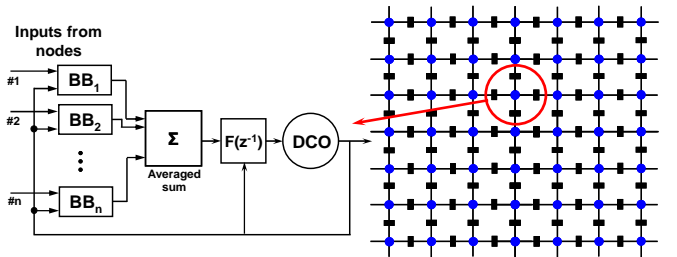 Inputs from
nodes
#1
BB1
#2
BB2
#n
BBn
Σ
Averaged
sum
F(z⁻¹)
DCO